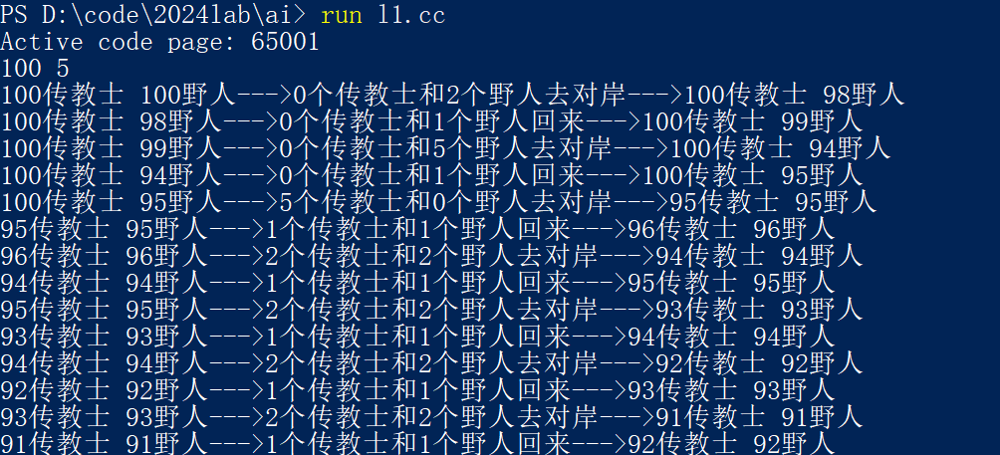 PS D:\code\2024lab\ai> run l1.cc
Active code page: 65001
100 5
100传教士 100野人--->0个传教士和2个野人去对岸--->100传教士 98野人
100传教士 98野人--->0个传教士和1个野人回来--->100传教士 99野人
100传教士 99野人--->0个传教士和5个野人去对岸--->100传教士 94野人
100传教士 94野人--->0个传教士和1个野人回来--->100传教士 95野人
100传教士 95野人--->5个传教士和0个野人去对岸--->95传教士 95野人
95传教士 95野人--->1个传教士和1个野人回来--->96传教士 96野人
96传教士 96野人--->2个传教士和2个野人去对岸--->94传教士 94野人
94传教士 94野人--->1个传教士和1个野人回来--->95传教士 95野人
95传教士 95野人--->2个传教士和2个野人去对岸--->93传教士 93野人
93传教士 93野人--->1个传教士和1个野人回来--->94传教士 94野人
94传教士 94野人--->2个传教士和2个野人去对岸--->92传教士 92野人
92传教士 92野人--->1个传教士和1个野人回来--->93传教士 93野人
93传教士 93野人--->2个传教士和2个野人去对岸--->91传教士 91野人
91传教士 91野人--->1个传教士和1个野人回来--->92传教士 92野人